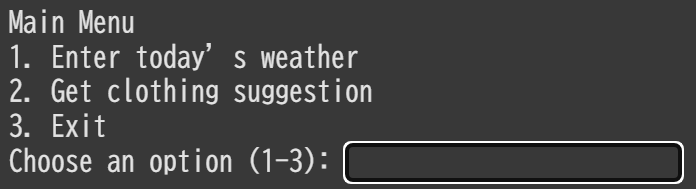 Main Menu
1. Enter today’s weather
2. Get clothing suggestion
3. Exit
Choose an option (1-3):